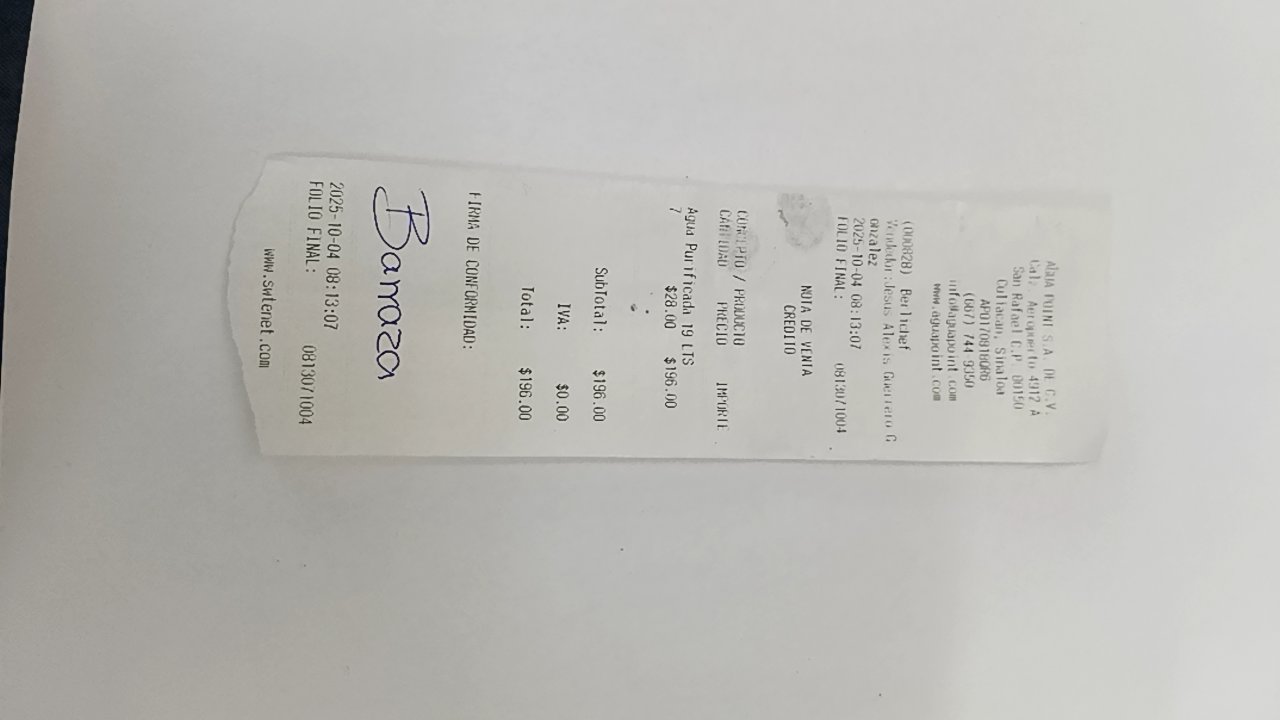 AGUA POINT S.A. DE C.V.
Calz. Aeropuerto 4912 A
San Rafael C.P. 80150
Culiacan, Sinaloa
(667) 744 9350
info@aguapoint.com
www.aguapoint.com
(000828) Berlichef
Vendedor:Jesus Alexis Guerrero G
onzalez
2025-10-04 08:13:07
FOLIO FINAL: 0813071004
NOTA DE VENTA
CREDITO
CONCEPTO / PRODUCTO
CANTIDAD PRECIO IMPORTE
Agua Purificada 19 LTS
7 $28.00 $196.00
SubTotal: $196.00
IVA: $0.00
Total: $196.00
FIRMA DE CONFORMIDAD:
Barraza
2025-10-04 08:13:07
FOLIO FINAL: 0813071004
www.swtenet.com